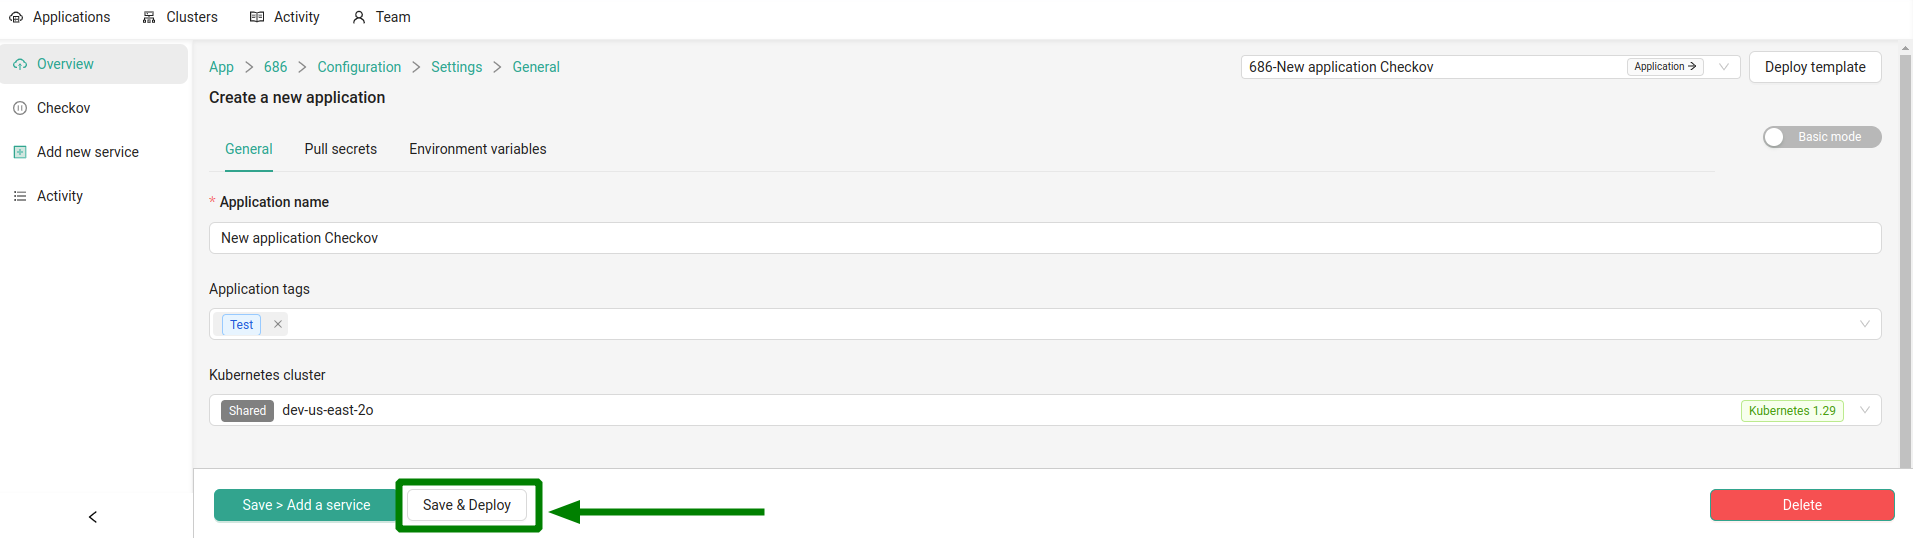 Applications Clusters Activity Team
Overview
Checkov
Add new service
Activity
App > 686 > Configuration > Settings > General
686-New application Checkov Application → Deploy template
Create a new application
Basic mode
General Pull secrets Environment variables
* Application name
New application Checkov
Application tags
Test ×
Kubernetes cluster
Shared dev-us-east-2o Kubernetes 1.29
Save > Add a service Save & Deploy Delete